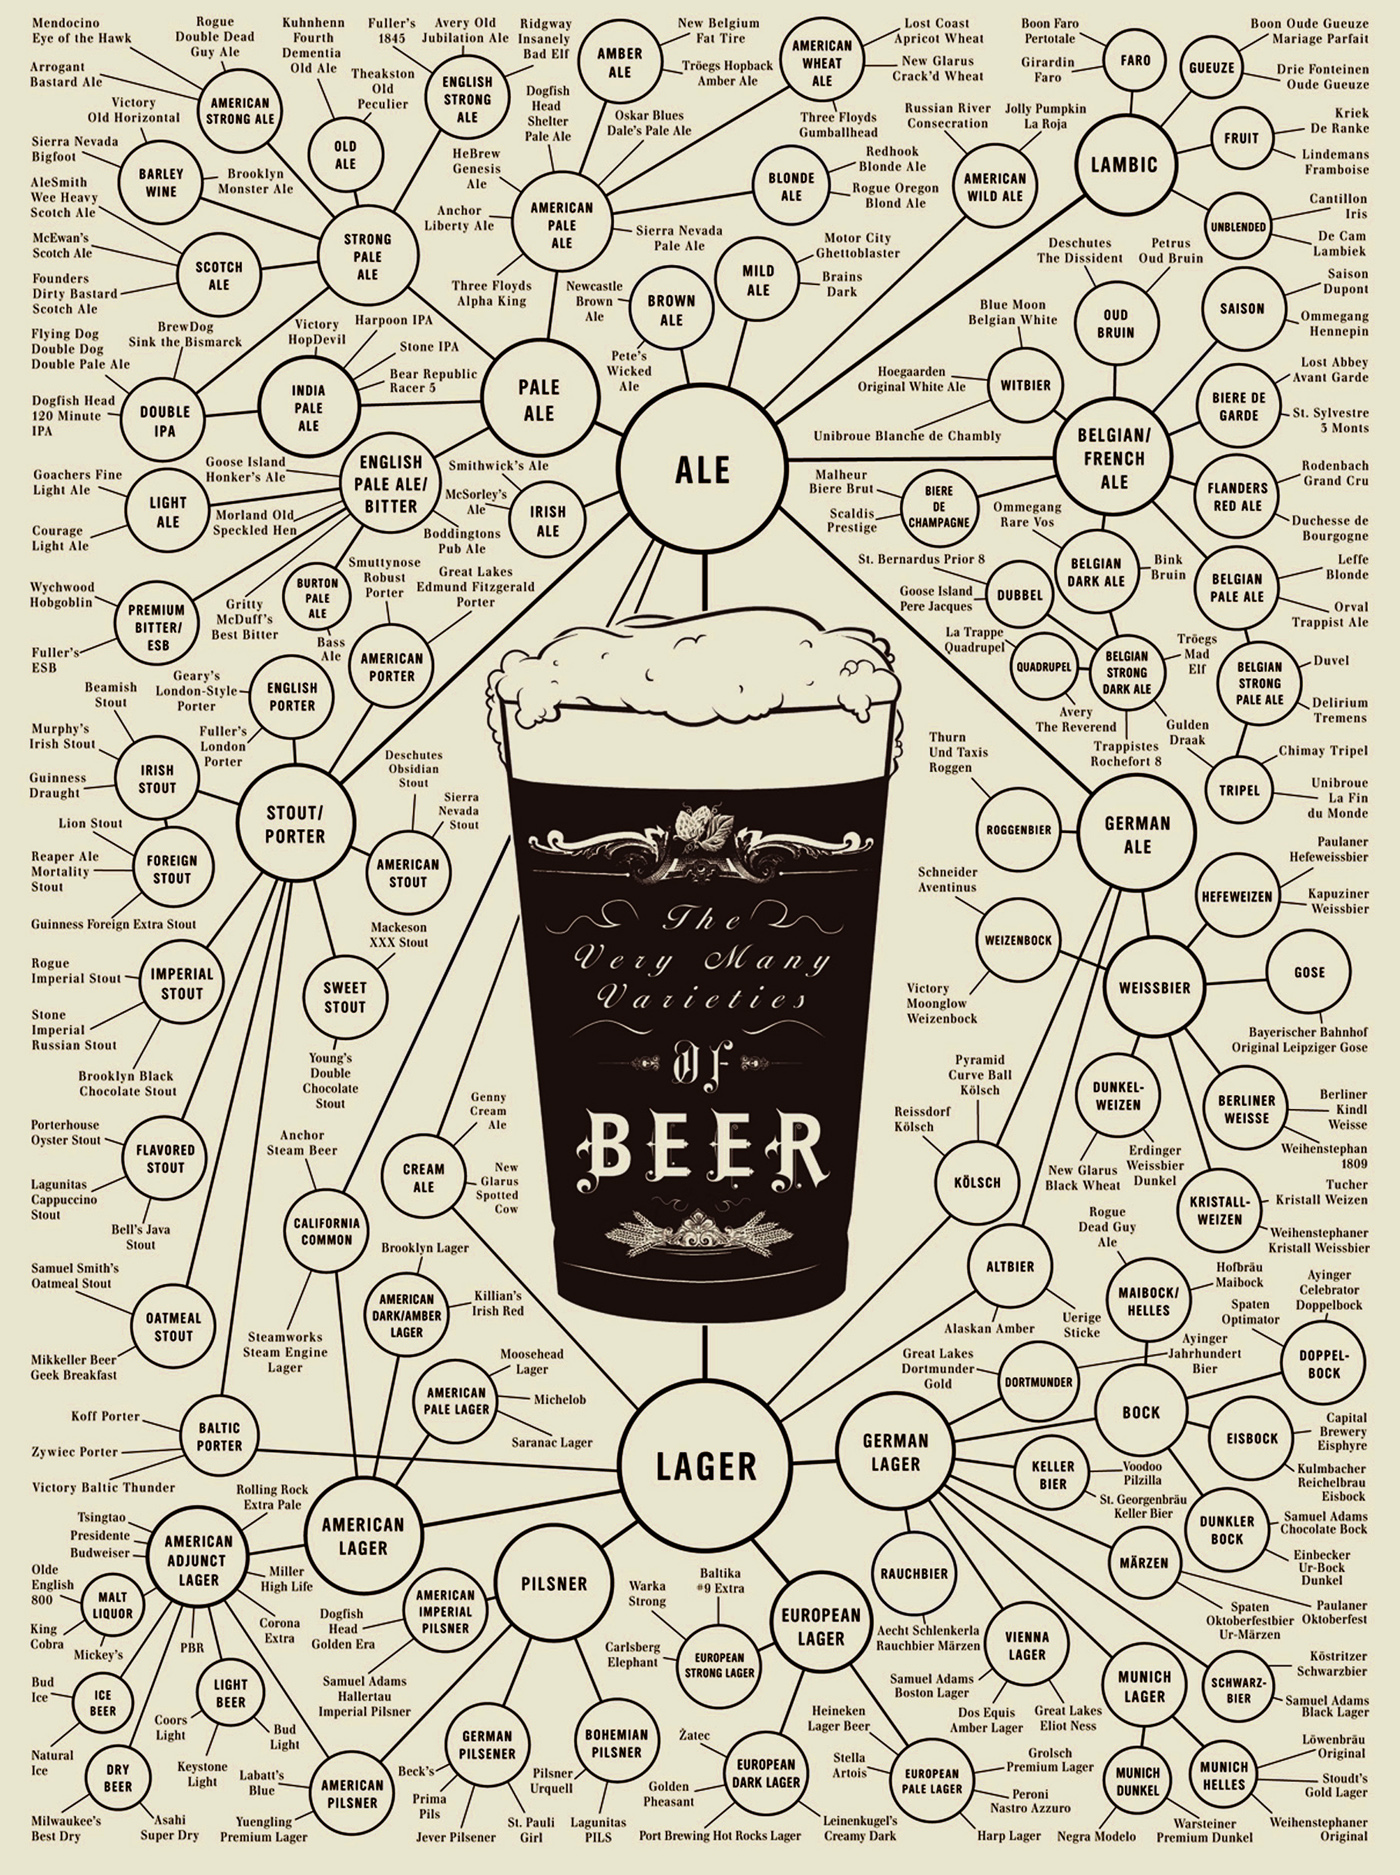 Mendocino
Eye of the Hawk
Rogue
Double Dead
Guy Ale
Kuhnhenn
Fourth
Dementia
Old Ale
Fuller's
1845
Avery Old
Jubilation Ale
Ridgway
Insanely
Bad Elf
AMBER
ALE
New Belgium
Fat Tire
Tröegs Hopback
Amber Ale
AMERICAN
WHEAT
ALE
Lost Coast
Apricot Wheat
New Glarus
Crack'd Wheat
Three Floyds
Gumballhead
Boon Faro
Pertotale
Girardin
Faro
FARO
GUEUZE
Boon Oude Gueuze
Mariage Parfait
Drie Fonteinen
Oude Gueuze
Arrogant
Bastard Ale
AMERICAN
STRONG ALE
Theakston
Old
Peculier
ENGLISH
STRONG
ALE
Dogfish
Head
Shelter
Pale Ale
Oskar Blues
Dale's Pale Ale
Russian River
Consecration
Jolly Pumpkin
La Roja
LAMBIC
FRUIT
Kriek
De Ranke
Lindemans
Framboise
Victory
Old Horizontal
Sierra Nevada
Bigfoot
BARLEY
WINE
Brooklyn
Monster Ale
OLD
ALE
HeBrew
Genesis
Ale
BLONDE
ALE
Redhook
Blonde Ale
Rogue Oregon
Blond Ale
AMERICAN
WILD ALE
UNBLENDED
Cantillon
Iris
De Cam
Lambiek
AleSmith
Wee Heavy
Scotch Ale
McEwan's
Scotch Ale
Founders
Dirty Bastard
Scotch Ale
SCOTCH
ALE
STRONG
PALE
ALE
Anchor
Liberty Ale
AMERICAN
PALE
ALE
Sierra Nevada
Pale Ale
Three Floyds
Alpha King
MILD
ALE
Motor City
Ghettoblaster
Brains
Dark
Deschutes
The Dissident
Petrus
Oud Bruin
OUD
BRUIN
SAISON
Saison
Dupont
Ommegang
Hennepin
Newcastle
Brown
Ale
BROWN
ALE
Pete's
Wicked
Ale
Blue Moon
Belgian White
Hoegaarden
Original White Ale
WITBIER
Unibroue Blanche de Chambly
Flying Dog
Double Dog
Double Pale Ale
BrewDog
Sink the Bismarck
Victory
HopDevil
Harpoon IPA
Stone IPA
Bear Republic
Racer 5
Dogfish Head
120 Minute
IPA
DOUBLE
IPA
INDIA
PALE
ALE
PALE
ALE
ALE
BELGIAN/
FRENCH
ALE
BIERE DE
GARDE
Lost Abbey
Avant Garde
St. Sylvestre
3 Monts
Goachers Fine
Light Ale
Courage
Light Ale
LIGHT
ALE
Goose Island
Honker's Ale
Morland Old
Speckled Hen
ENGLISH
PALE ALE/
BITTER
Smithwick's Ale
McSorley's
Ale
IRISH
ALE
Boddingtons
Pub Ale
Malheur
Biere Brut
Scaldis
Prestige
BIERE
DE
CHAMPAGNE
Ommegang
Rare Vos
FLANDERS
RED ALE
Rodenbach
Grand Cru
Duchesse de
Bourgogne
Wychwood
Hobgoblin
Fuller's
ESB
PREMIUM
BITTER/
ESB
Gritty
McDuff's
Best Bitter
BURTON
PALE
ALE
Bass
Ale
Smuttynose
Robust
Porter
Great Lakes
Edmund Fitzgerald
Porter
AMERICAN
PORTER
St. Bernardus Prior 8
Goose Island
Pere Jacques
DUBBEL
BELGIAN
DARK ALE
Bink
Bruin
BELGIAN
PALE ALE
Leffe
Blonde
Orval
Trappist Ale
La Trappe
Quadrupel
QUADRUPEL
BELGIAN
STRONG
DARK ALE
Tröegs
Mad
Elf
Avery
The Reverend
Trappistes
Rochefort 8
Gulden
Draak
BELGIAN
STRONG
PALE ALE
Duvel
Delirium
Tremens
TRIPEL
Chimay Tripel
Unibroue
La Fin
du Monde
Beamish
Stout
Geary's
London-Style
Porter
ENGLISH
PORTER
Fuller's
London
Porter
Murphy's
Irish Stout
Guinness
Draught
IRISH
STOUT
STOUT/
PORTER
Deschutes
Obsidian
Stout
Sierra
Nevada
Stout
AMERICAN
STOUT
Thurn
Und Taxis
Roggen
ROGGENBIER
GERMAN
ALE
Lion Stout
Reaper Ale
Mortality
Stout
FOREIGN
STOUT
Guinness Foreign Extra Stout
Schneider
Aventinus
WEIZENBOCK
Victory
Moonglow
Weizenbock
HEFEWEIZEN
Paulaner
Hefeweissbier
Kapuziner
Weissbier
Rogue
Imperial Stout
Stone
Imperial
Russian Stout
IMPERIAL
STOUT
Brooklyn Black
Chocolate Stout
Mackeson
XXX Stout
SWEET
STOUT
Young's
Double
Chocolate
Stout
WEISSBIER
GOSE
Bayerischer Bahnhof
Original Leipziger Gose
The
Very Many
Varieties
OF
BEER
Porterhouse
Oyster Stout
Lagunitas
Cappuccino
Stout
FLAVORED
STOUT
Bell's Java
Stout
Anchor
Steam Beer
CALIFORNIA
COMMON
Steamworks
Steam Engine
Lager
Genny
Cream
Ale
CREAM
ALE
New
Glarus
Spotted
Cow
Pyramid
Curve Ball
Kölsch
Reissdorf
Kölsch
KÖLSCH
DUNKEL-
WEIZEN
New Glarus
Black Wheat
Erdinger
Weissbier
Dunkel
BERLINER
WEISSE
Berliner
Kindl
Weisse
Weihenstephan
1809
KRISTALL-
WEIZEN
Tucher
Kristall Weizen
Weihenstephaner
Kristall Weissbier
Samuel Smith's
Oatmeal Stout
OATMEAL
STOUT
Mikkeller Beer
Geek Breakfast
Brooklyn Lager
AMERICAN
DARK/AMBER
LAGER
Killian's
Irish Red
ALTBIER
Alaskan Amber
Uerige
Sticke
Rogue
Dead Guy
Ale
MAIBOCK/
HELLES
Hofbräu
Maibock
Spaten
Optimator
Ayinger
Celebrator
Doppelbock
DOPPEL-
BOCK
Moosehead
Lager
Michelob
Saranac Lager
AMERICAN
PALE LAGER
Great Lakes
Dortmunder
Gold
DORTMUNDER
Ayinger
Jahrhundert
Bier
BOCK
EISBOCK
Capital
Brewery
Eisphyre
Kulmbacher
Reichelbrau
Eisbock
Koff Porter
Zywiec Porter
Victory Baltic Thunder
BALTIC
PORTER
LAGER
GERMAN
LAGER
KELLER
BIER
Voodoo
Pilzilla
St. Georgenbräu
Keller Bier
DUNKLER
BOCK
Samuel Adams
Chocolate Bock
Einbecker
Ur-Bock
Dunkel
Rolling Rock
Extra Pale
Tsingtao
Presidente
Budweiser
AMERICAN
ADJUNCT
LAGER
Miller
High Life
Corona
Extra
PBR
AMERICAN
LAGER
PILSNER
RAUCHBIER
Aecht Schlenkerla
Rauchbier Märzen
MÄRZEN
Spaten
Oktoberfestbier
Ur-Märzen
Paulaner
Oktoberfest
Olde
English
800
King
Cobra
MALT
LIQUOR
Mickey's
Dogfish
Head
Golden Era
AMERICAN
IMPERIAL
PILSNER
Samuel Adams
Hallertau
Imperial Pilsner
Warka
Strong
Baltika
#9 Extra
Carlsberg
Elephant
EUROPEAN
STRONG LAGER
EUROPEAN
LAGER
VIENNA
LAGER
Samuel Adams
Boston Lager
Dos Equis
Amber Lager
Great Lakes
Eliot Ness
MUNICH
LAGER
SCHWARZ-
BIER
Köstritzer
Schwarzbier
Samuel Adams
Black Lager
Bud
Ice
Natural
Ice
ICE
BEER
LIGHT
BEER
Coors
Light
Keystone
Light
Bud
Light
DRY
BEER
Milwaukee's
Best Dry
Asahi
Super Dry
Labatt's
Blue
Yuengling
Premium Lager
AMERICAN
PILSNER
Beck's
Prima
Pils
Jever Pilsener
GERMAN
PILSENER
St. Pauli
Girl
BOHEMIAN
PILSNER
Pilsner
Urquell
Lagunitas
PILS
Žatec
Golden
Pheasant
EUROPEAN
DARK LAGER
Port Brewing Hot Rocks Lager
Leinenkugel's
Creamy Dark
Heineken
Lager Beer
Stella
Artois
EUROPEAN
PALE LAGER
Grolsch
Premium Lager
Peroni
Nastro Azzuro
Harp Lager
MUNICH
DUNKEL
Negra Modelo
Warsteiner
Premium Dunkel
MUNICH
HELLES
Löwenbräu
Original
Stoudt's
Gold Lager
Weihenstephaner
Original